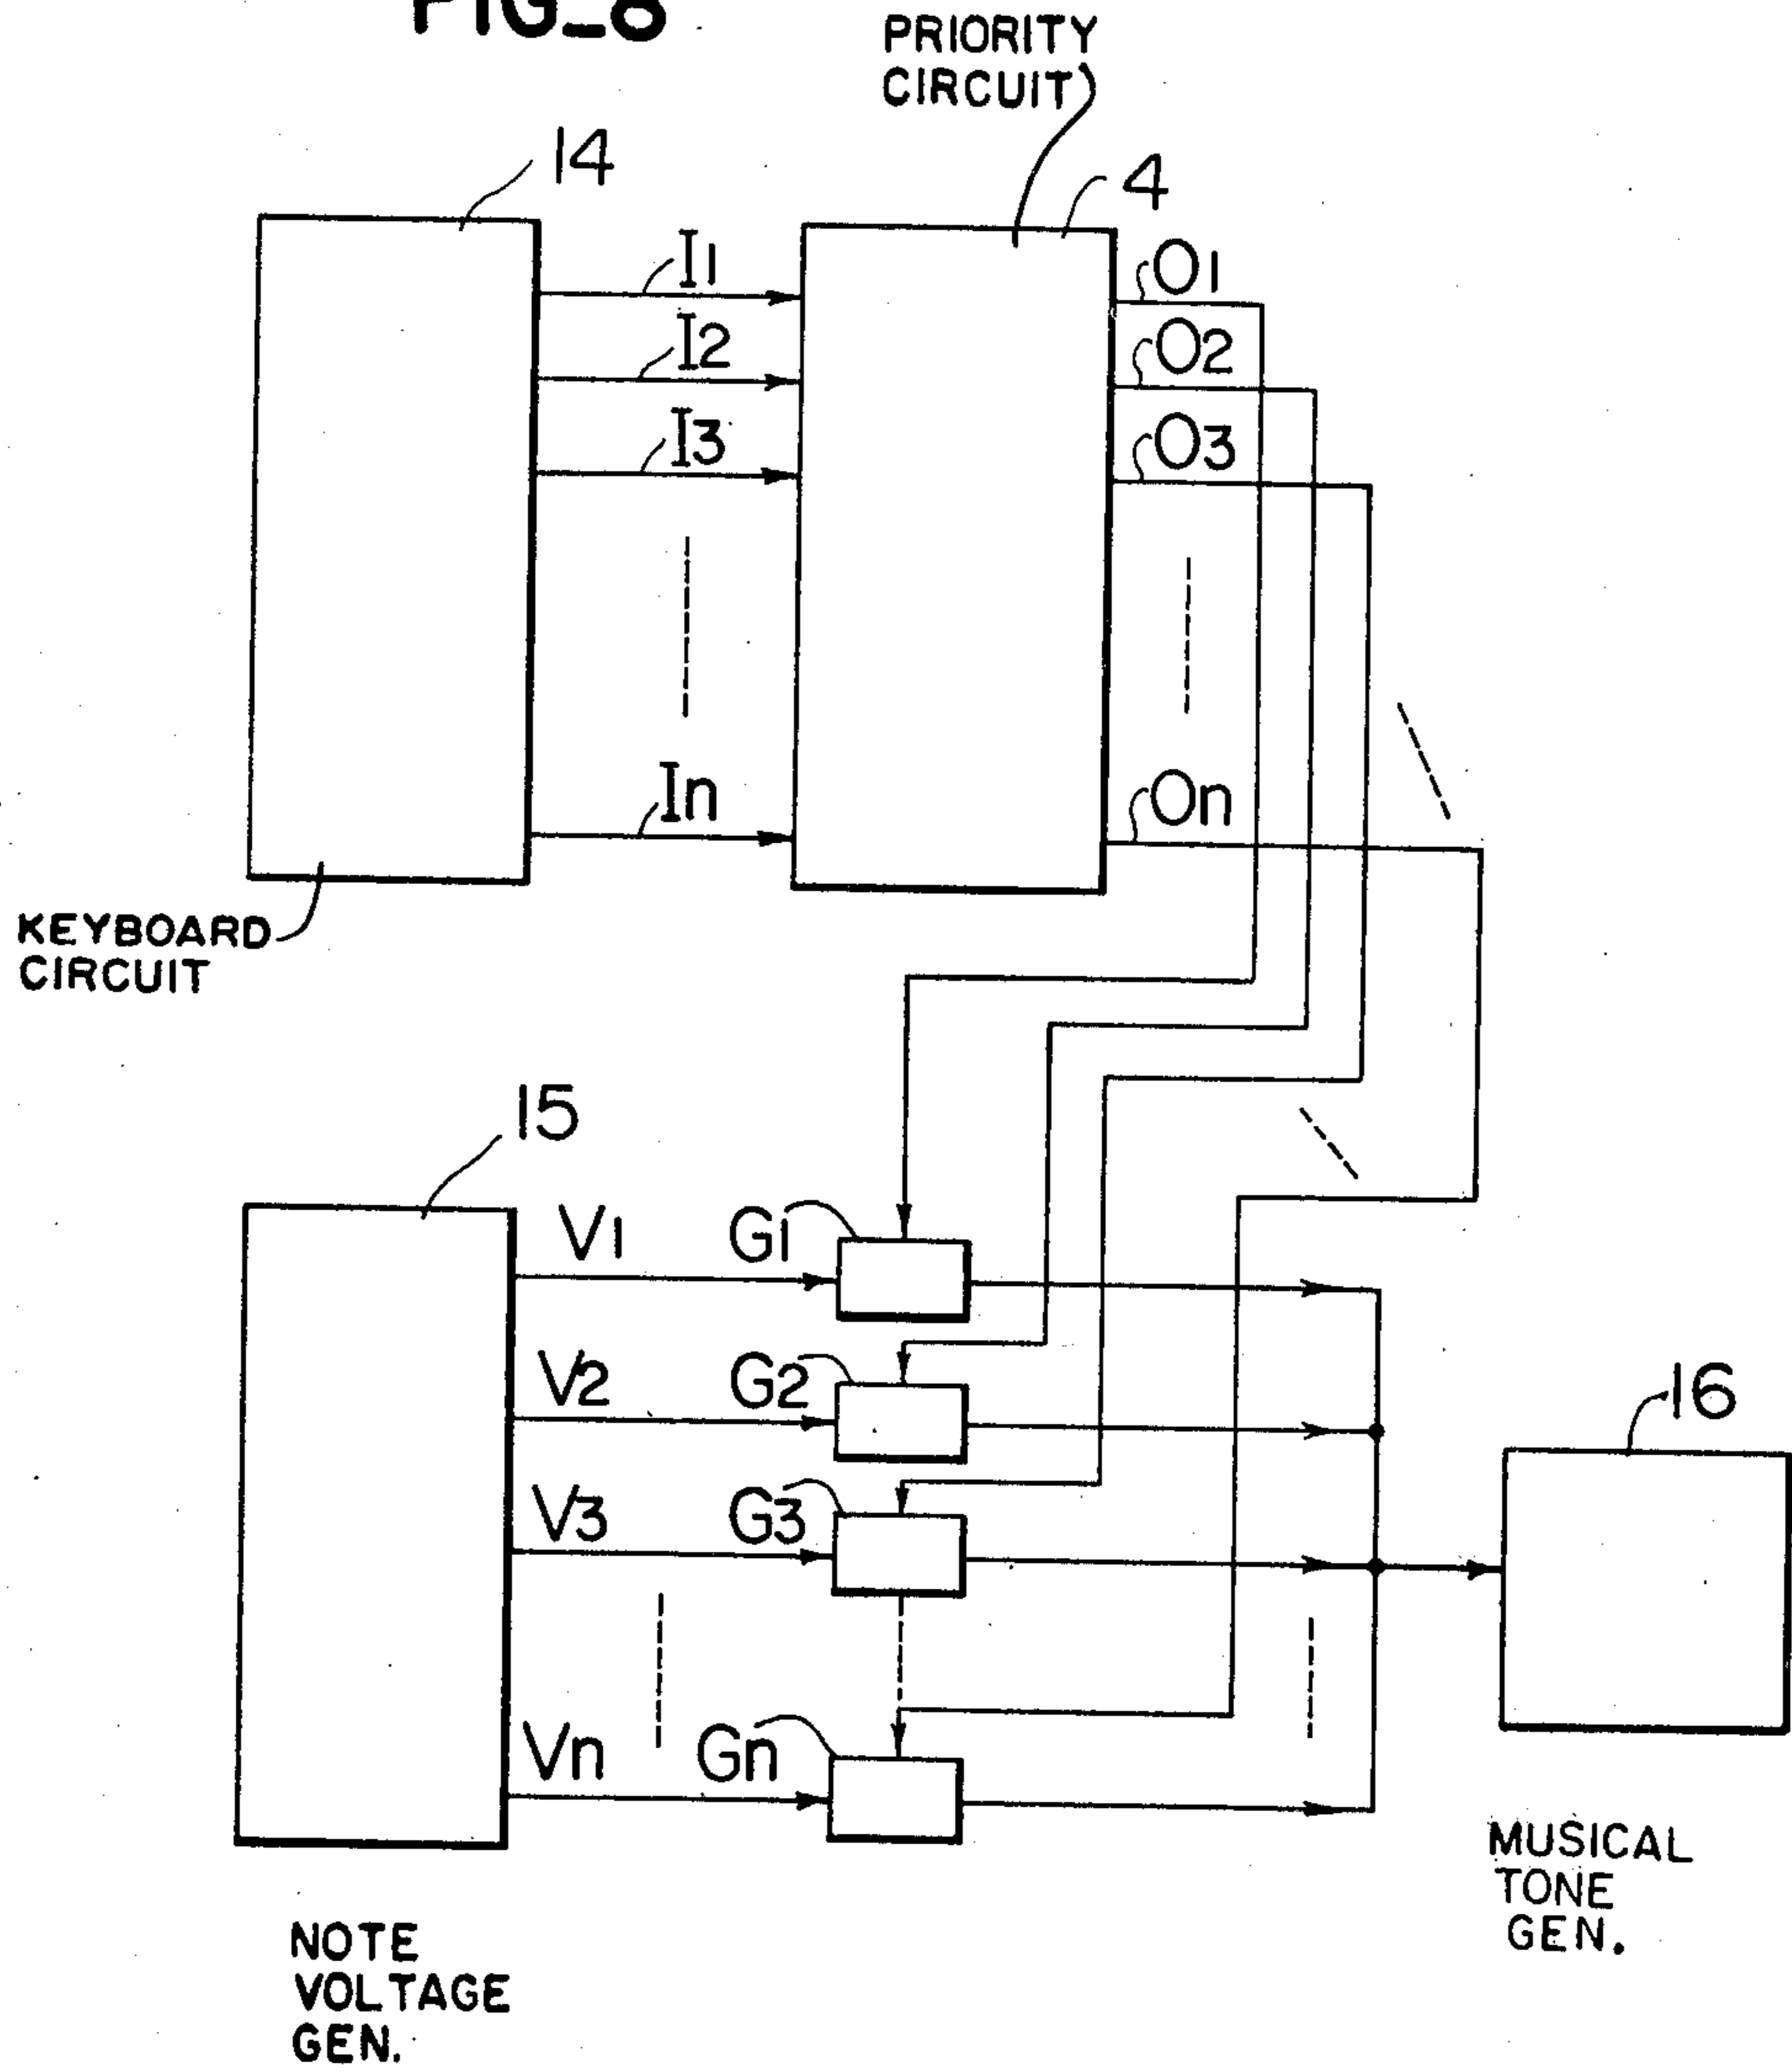 FIG_8
PRIORITY
CIRCUIT
14
4
I1
O1
I2
O2
I3
O3
In
On
KEYBOARD
CIRCUIT
15
V1
G1
V2
G2
16
V3
G3
Vn
Gn
MUSICAL
TONE
GEN.
NOTE
VOLTAGE
GEN.